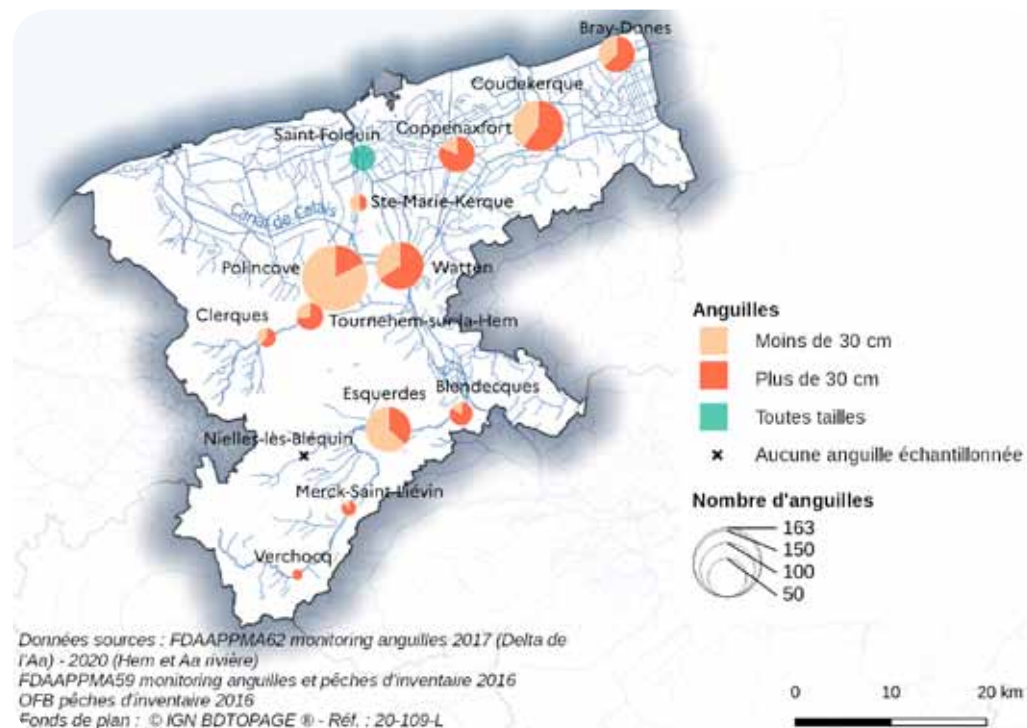 Bray-Dunes
Coudekerque
Coppenaxfort
Saint-Folquin
Ste-Marie-Kerque
Canal de Calais
Polincove
Watten
Clerques
Tournehem-sur-la-Hem
Blendecques
Esquerdes
Nielles-lès-Bléquin
Merck-Saint-Liévin
Verchocq
Anguilles
Moins de 30 cm
Plus de 30 cm
Toutes tailles
Aucune anguille échantillonnée
Nombre d'anguilles
163
150
100
50
Données sources : FDAAPPMA62 monitoring anguilles 2017 (Delta de
l'Aa) - 2020 (Hem et Aa rivière)
FDAAPPMA59 monitoring anguilles et pêches d'inventaire 2016
OFB pêches d'inventaire 2016
Fonds de plan : © IGN BDTOPAGE ® - Réf. : 20-109-L
0 10 20 km